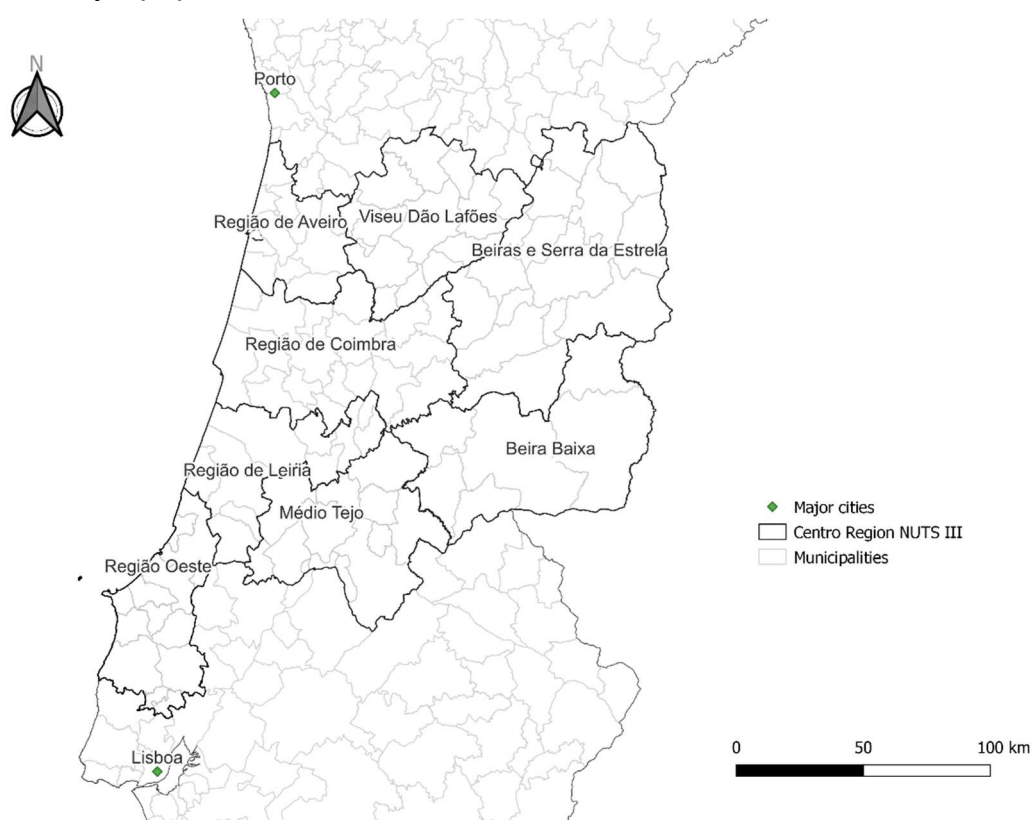 N
Porto
Região de Aveiro
Viseu Dão Lafões
Beiras e Serra da Estrela
Região de Coimbra
Beira Baixa
Região de Leiria
Médio Tejo
Major cities
Centro Region NUTS III
Municipalities
Região Oeste
Lisboa
0 50 100 km